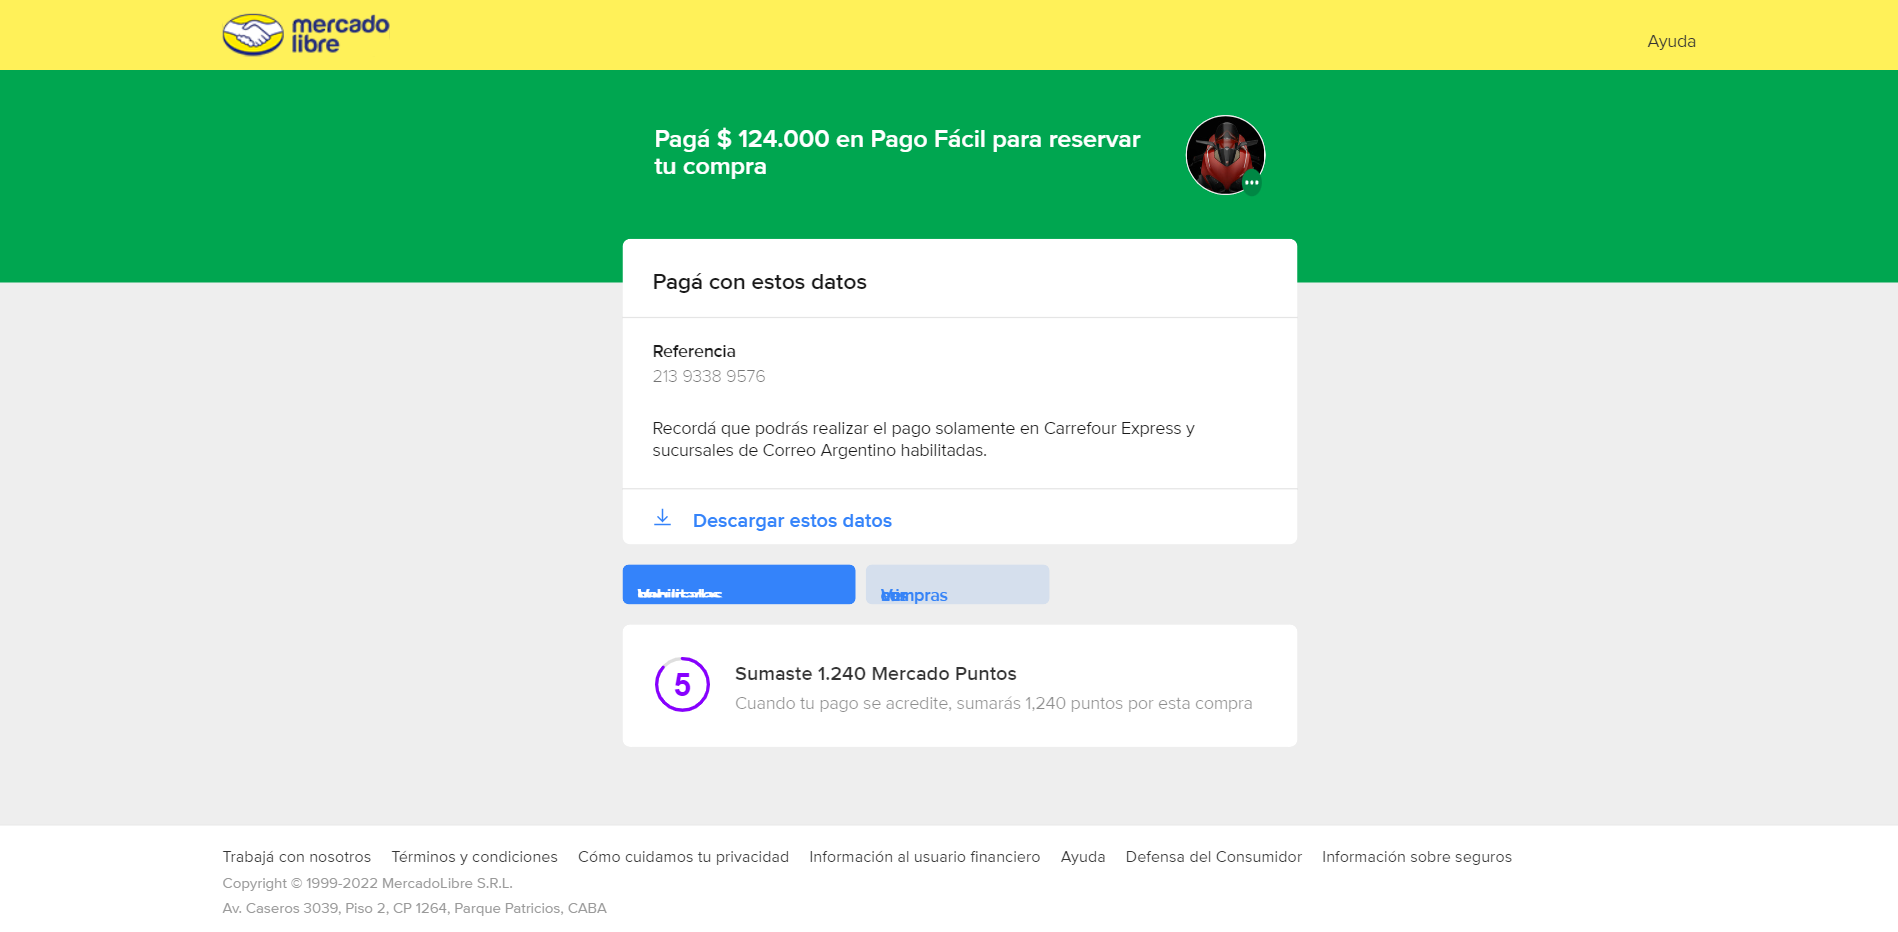 mercado
libre
Ayuda
Pagá $ 124.000 en Pago Fácil para reservar
tu compra
Pagá con estos datos
Referencia
213 9338 9576
Recordá que podrás realizar el pago solamente en Carrefour Express y
sucursales de Correo Argentino habilitadas.
Descargar estos datos
5
Sumaste 1.240 Mercado Puntos
Cuando tu pago se acredite, sumarás 1,240 puntos por esta compra
Trabajá con nosotros Términos y condiciones Cómo cuidamos tu privacidad Información al usuario financiero Ayuda Defensa del Consumidor Información sobre seguros
Copyright © 1999-2022 MercadoLibre S.R.L.
Av. Caseros 3039, Piso 2, CP 1264, Parque Patricios, CABA